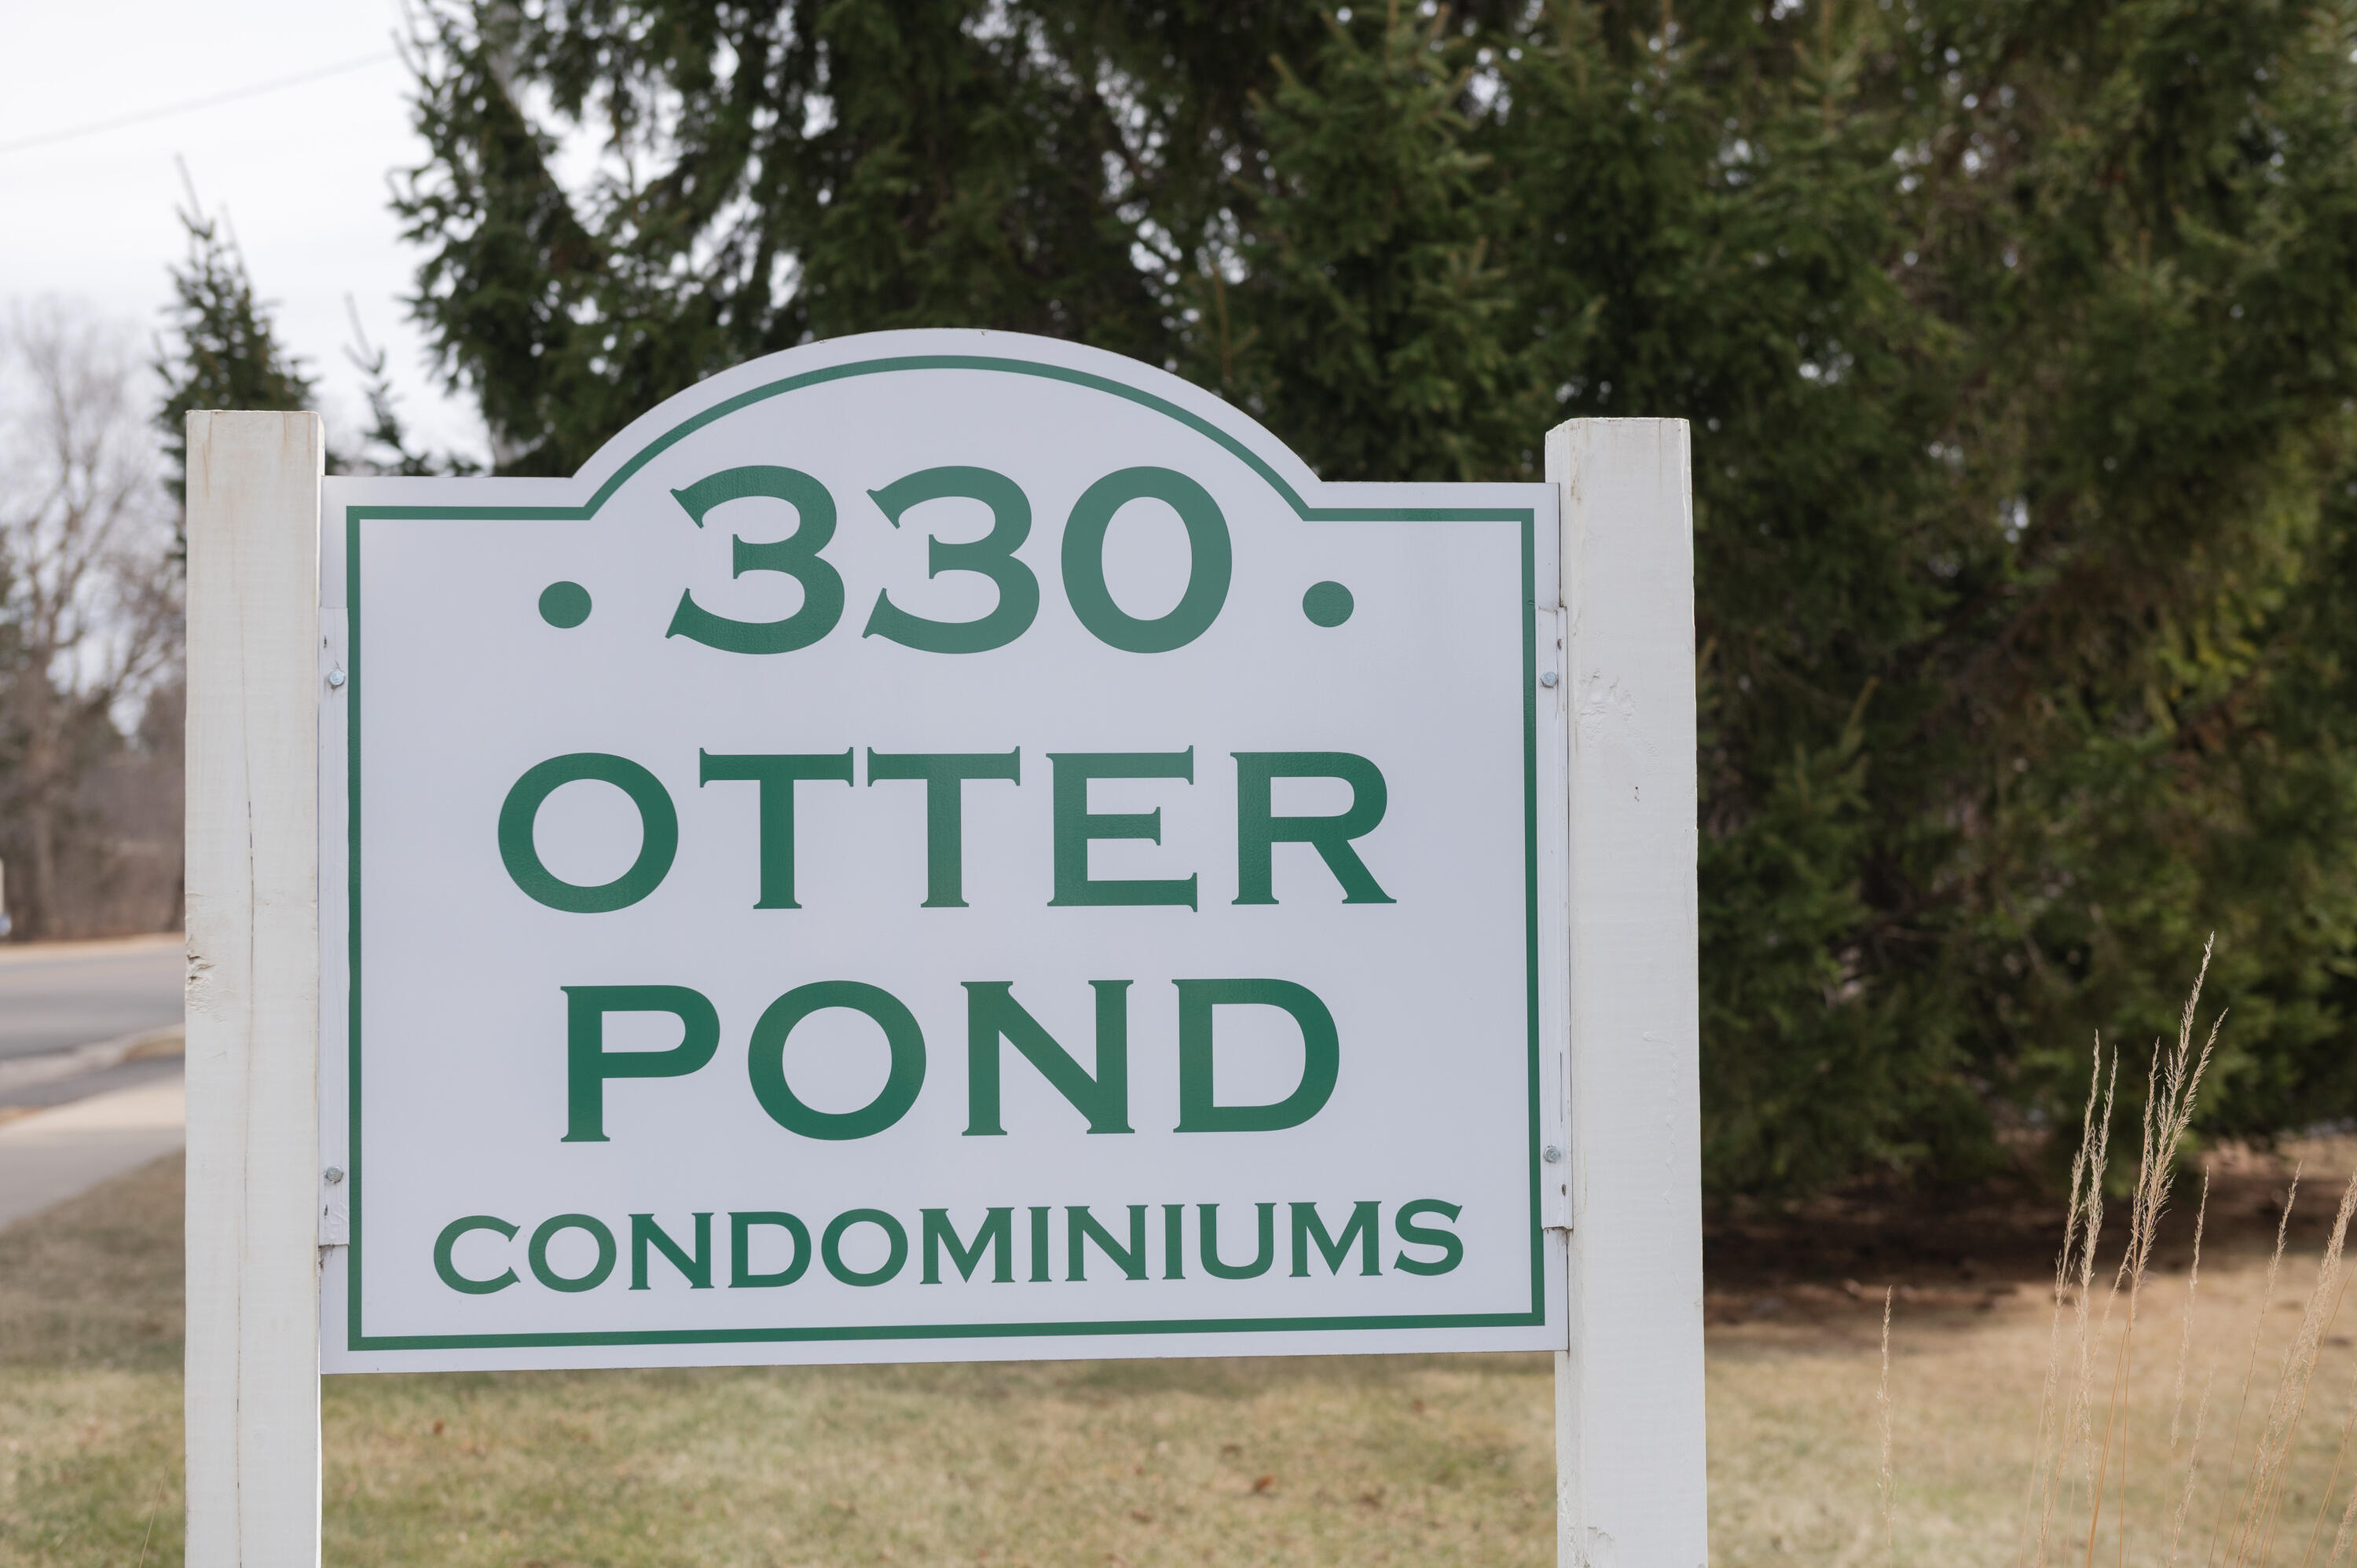 • 330 •
OTTER
POND
CONDOMINIUMS